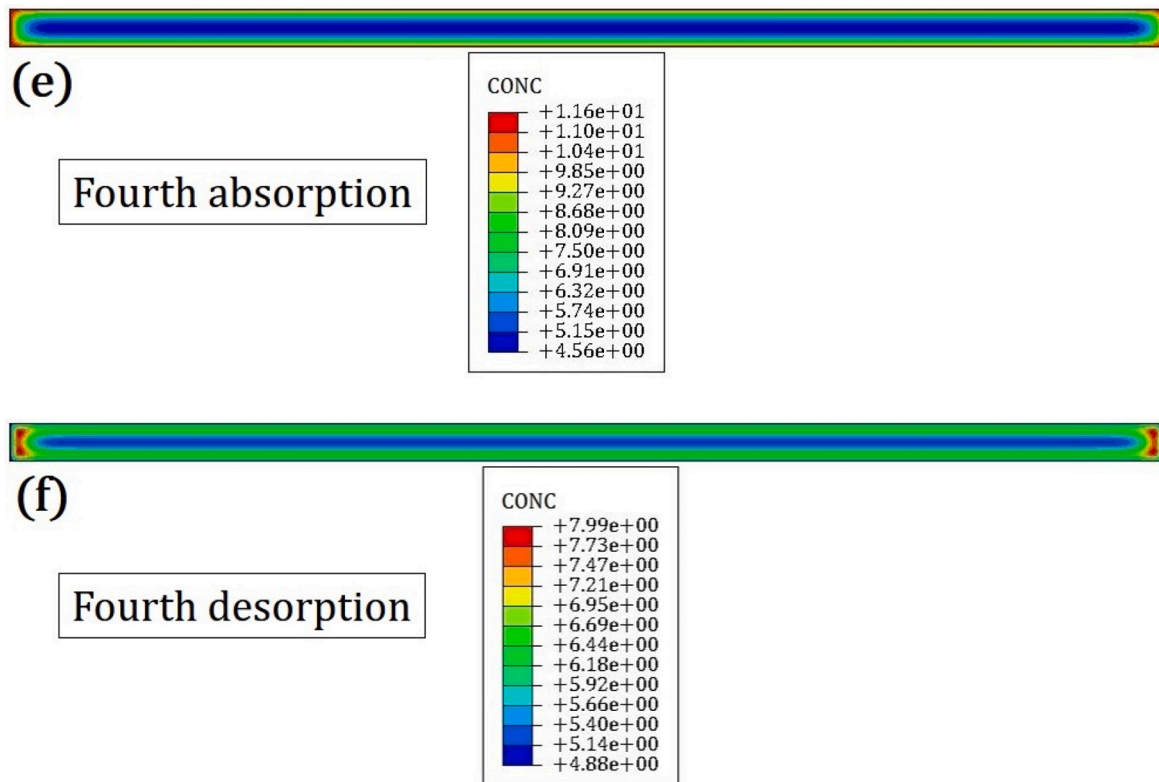 (e)
CONC
+1.16e+01
+1.10e+01
+1.04e+01
+9.85e+00
+9.27e+00
+8.68e+00
+8.09e+00
+7.50e+00
+6.91e+00
+6.32e+00
+5.74e+00
+5.15e+00
+4.56e+00
Fourth absorption
(f)
CONC
+7.99e+00
+7.73e+00
+7.47e+00
+7.21e+00
+6.95e+00
+6.69e+00
+6.44e+00
+6.18e+00
+5.92e+00
+5.66e+00
+5.40e+00
+5.14e+00
+4.88e+00
Fourth desorption